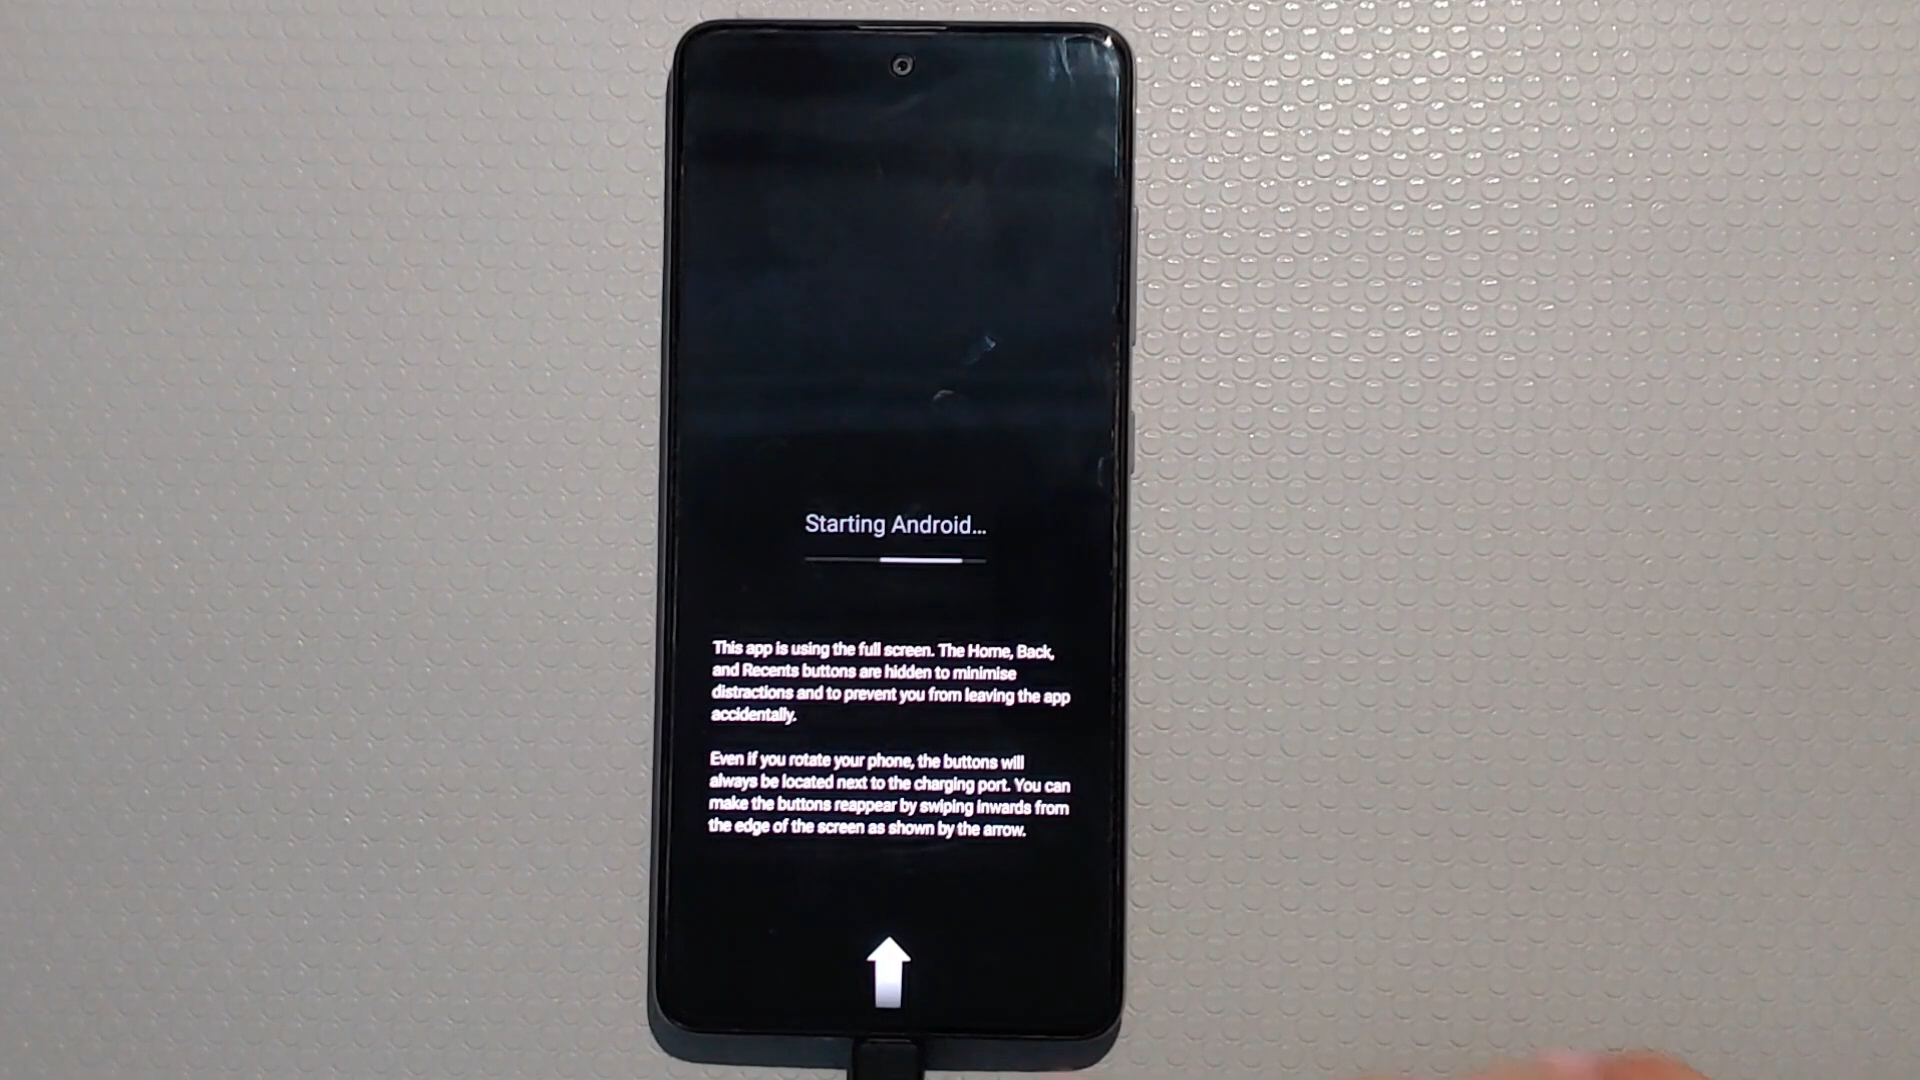 Starting Android...
This app is using the full screen. The Home, Back,
and Recents buttons are hidden to minimise
distractions and to prevent you from leaving the app
accidentally.
Even if you rotate your phone, the buttons will
always be located next to the charging port. You can
make the buttons reappear by swiping inwards from
the edge of the screen as shown by the arrow.